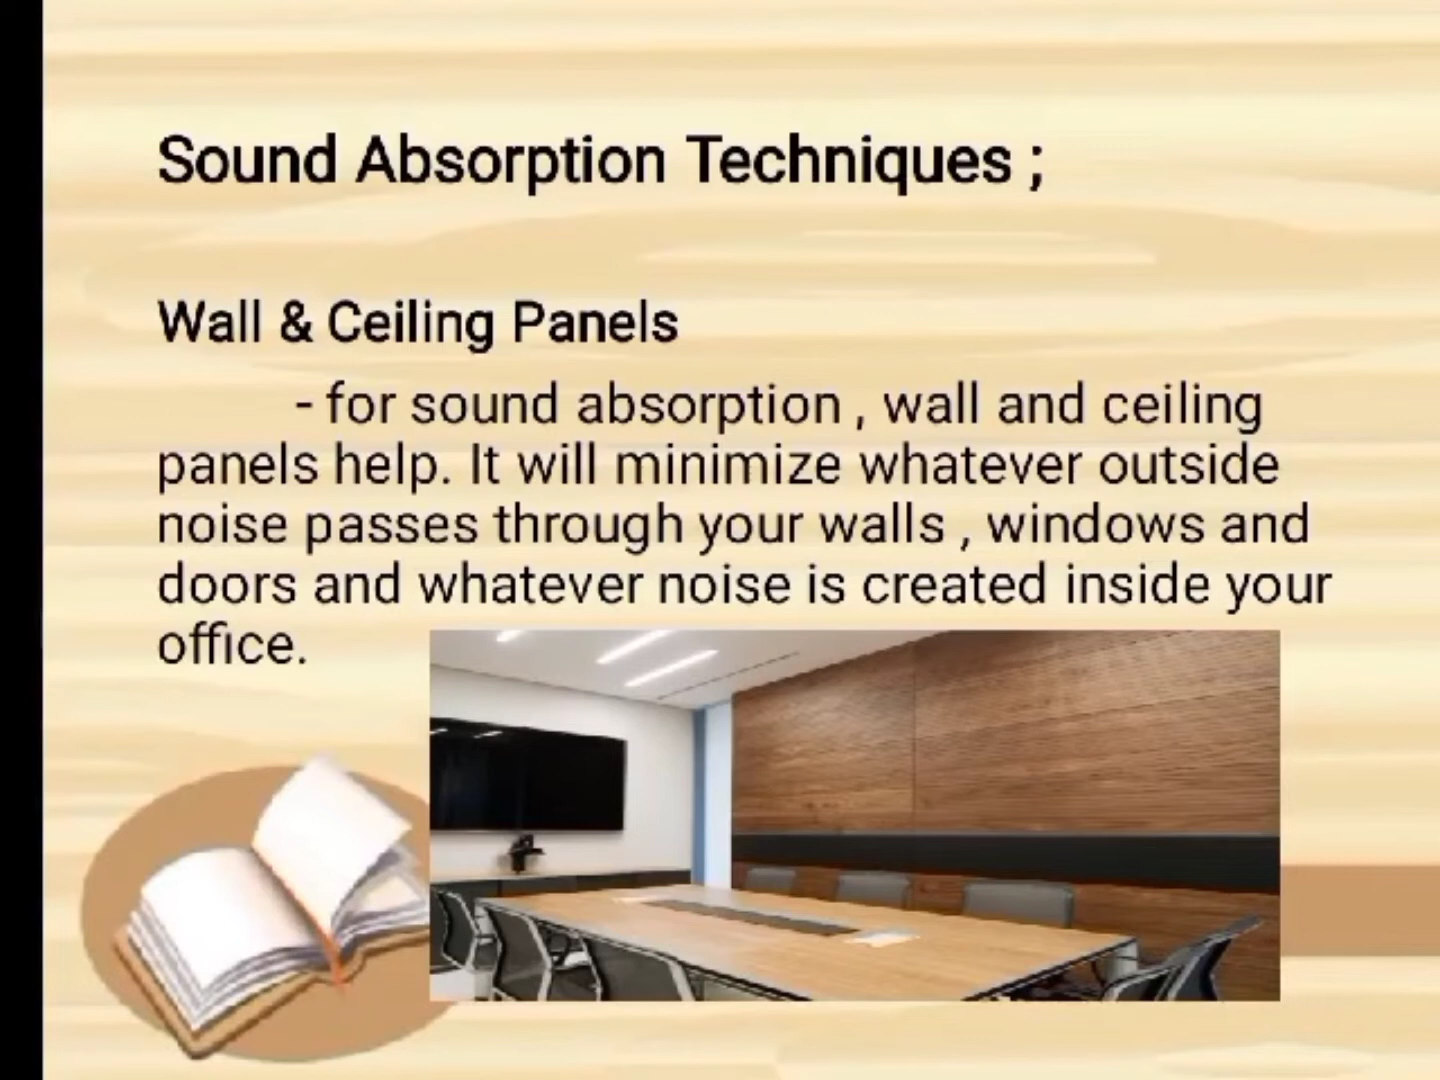 Sound Absorption Techniques ;
Wall & Ceiling Panels
- for sound absorption , wall and ceiling
panels help. It will minimize whatever outside
noise passes through your walls , windows and
doors and whatever noise is created inside your
office.